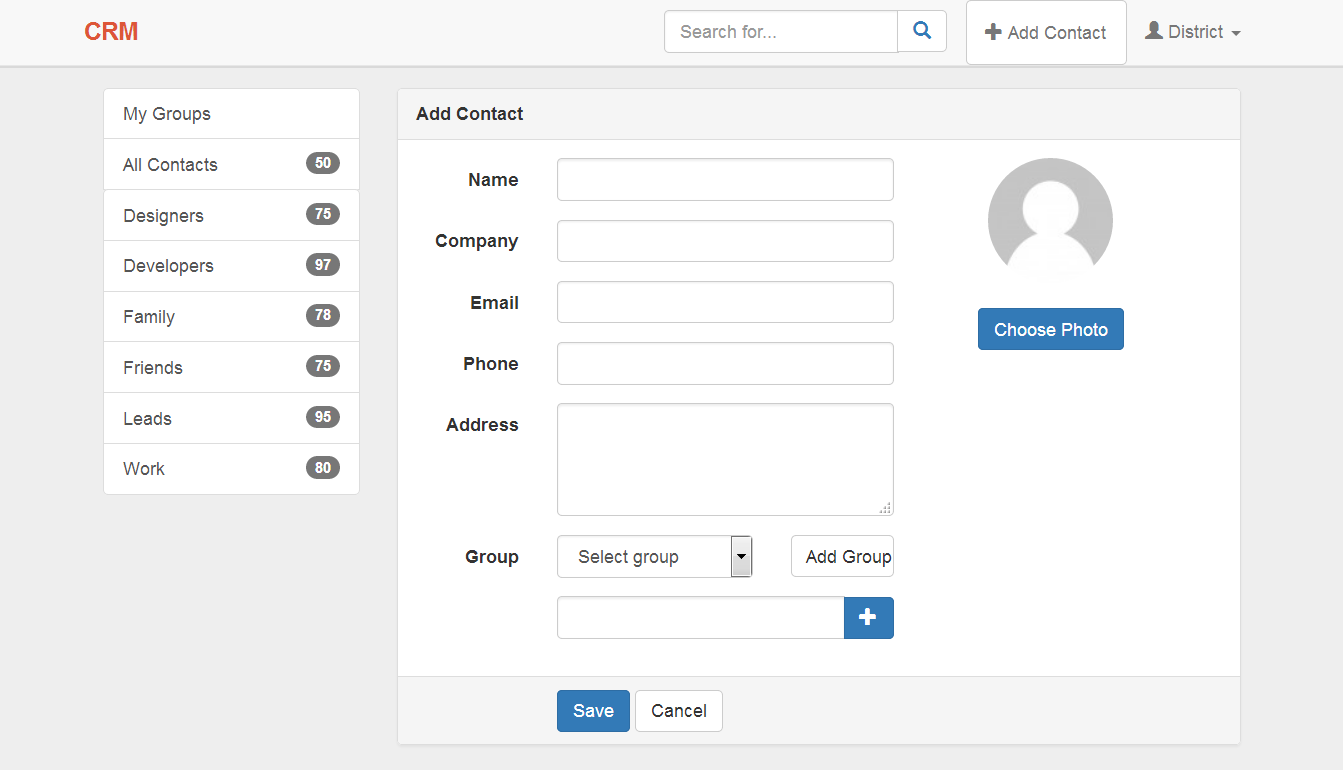 CRM
Search for...
Add Contact
District
My Groups
All Contacts 50
Designers 75
Developers 97
Family 78
Friends 75
Leads 95
Work 80
Add Contact
Name
Company
Email
Phone
Address
Group Select group Add Group
Choose Photo
Save Cancel